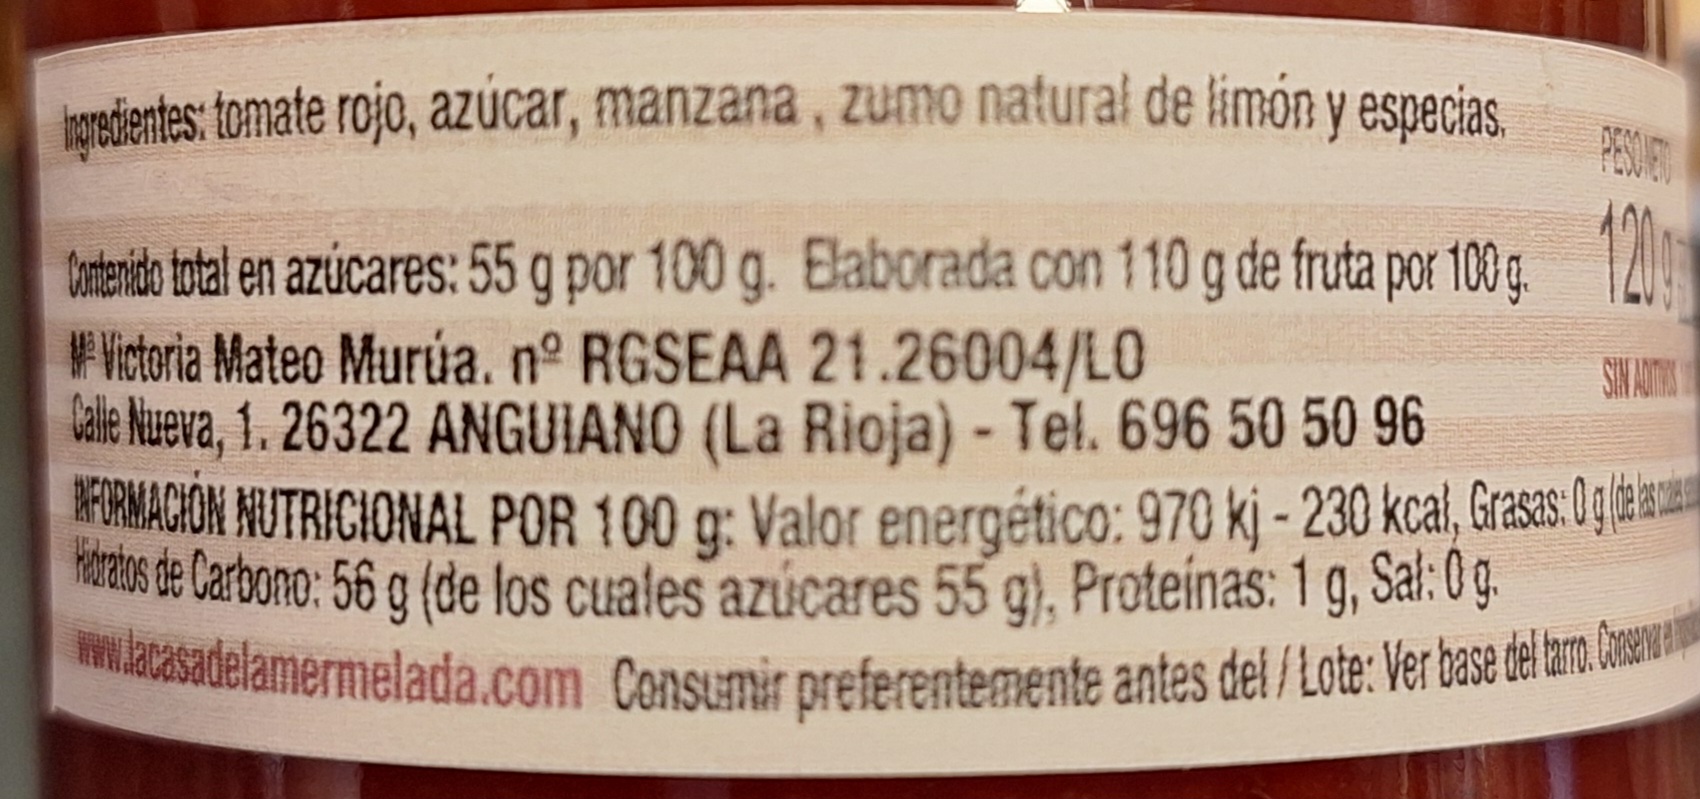 Ingredientes: tomate rojo, azúcar, manzana , zumo natural de limón y especias.
PESO NETO
120 g
Contenido total en azúcares: 55 g por 100 g. Elaborada con 110 g de fruta por 100 g.
Mª Victoria Mateo Murúa. nº RGSEAA 21.26004/LO
SIN ADITIVOS
Calle Nueva, 1. 26322 ANGUIANO (La Rioja) - Tel. 696 50 50 96
INFORMACIÓN NUTRICIONAL POR 100 g: Valor energético: 970 kj - 230 kcal, Grasas: 0 g (de las cuales
Hidratos de Carbono: 56 g (de los cuales azúcares 55 g), Proteínas: 1 g, Sal: 0 g.
www.lacasadelamermelada.com Consumir preferentemente antes del / Lote: Ver base del tarro. Conservar en